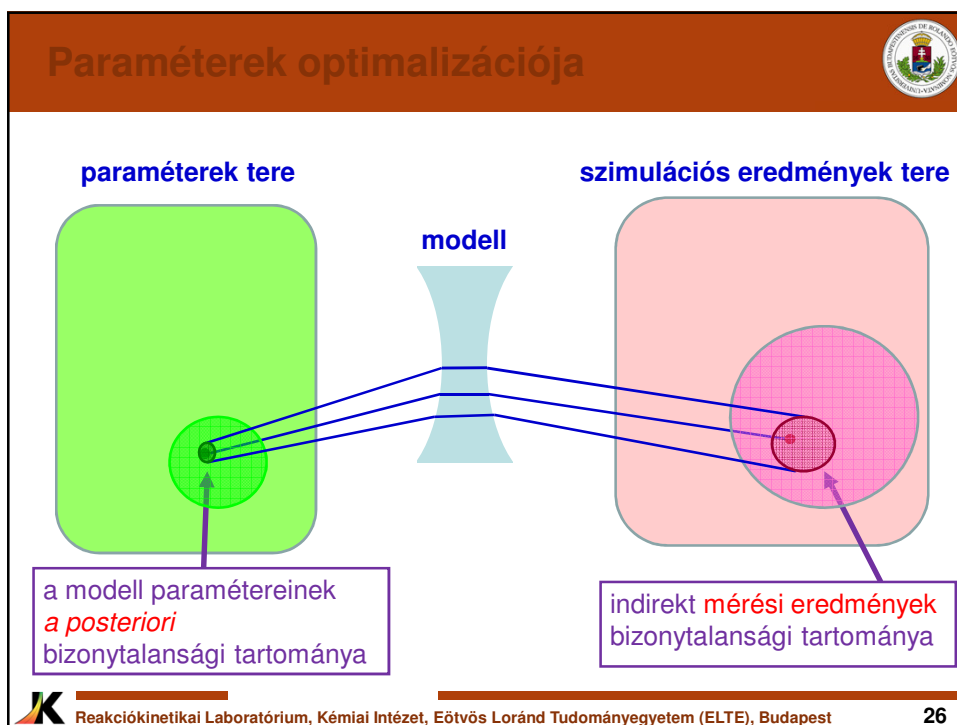 Paraméterek optimalizációja
paraméterek tere
szimulációs eredmények tere
modell
a modell paramétereinek
a posteriori
bizonytalansági tartománya
indirekt mérési eredmények
bizonytalansági tartománya
Reakciókinetikai Laboratórium, Kémiai Intézet, Eötvös Loránd Tudományegyetem (ELTE), Budapest
26